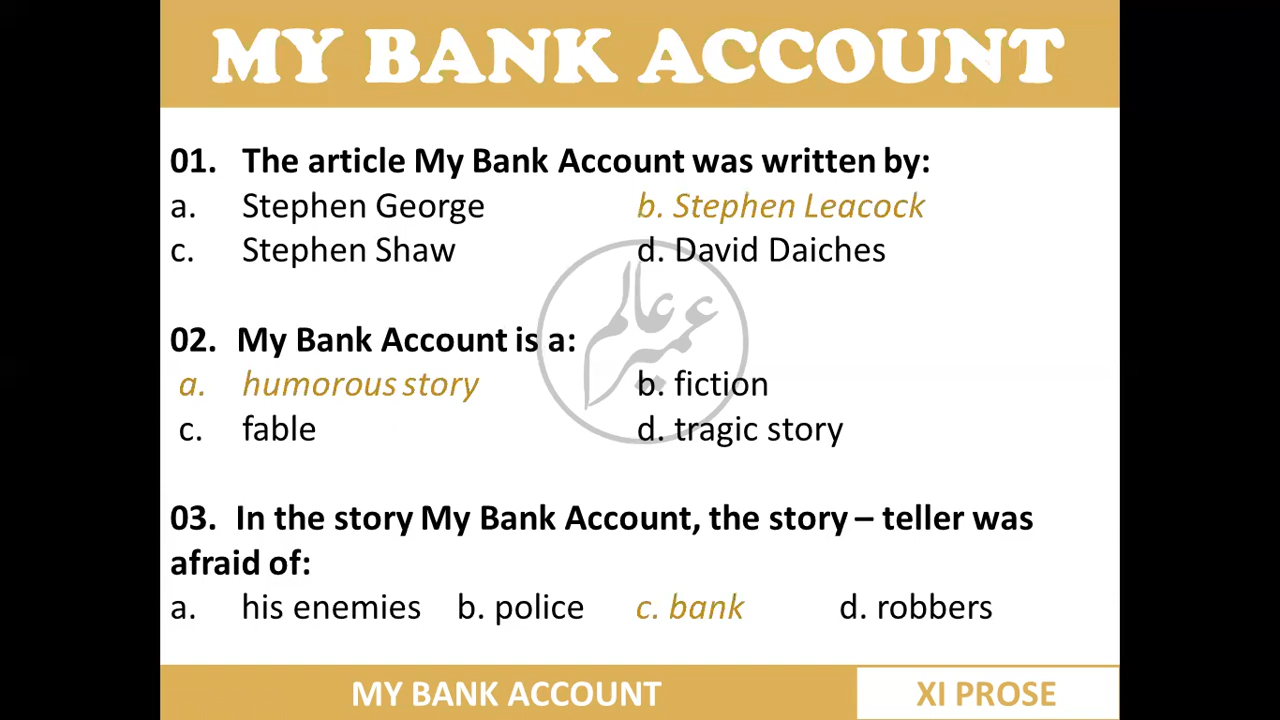 MY BANK ACCOUNT
01. The article My Bank Account was written by:
a. Stephen George b. Stephen Leacock
c. Stephen Shaw d. David Daiches
عمیر عالم
02. My Bank Account is a:
a. humorous story b. fiction
c. fable d. tragic story
03. In the story My Bank Account, the story – teller was
afraid of:
a. his enemies b. police c. bank d. robbers
MY BANK ACCOUNT XI PROSE